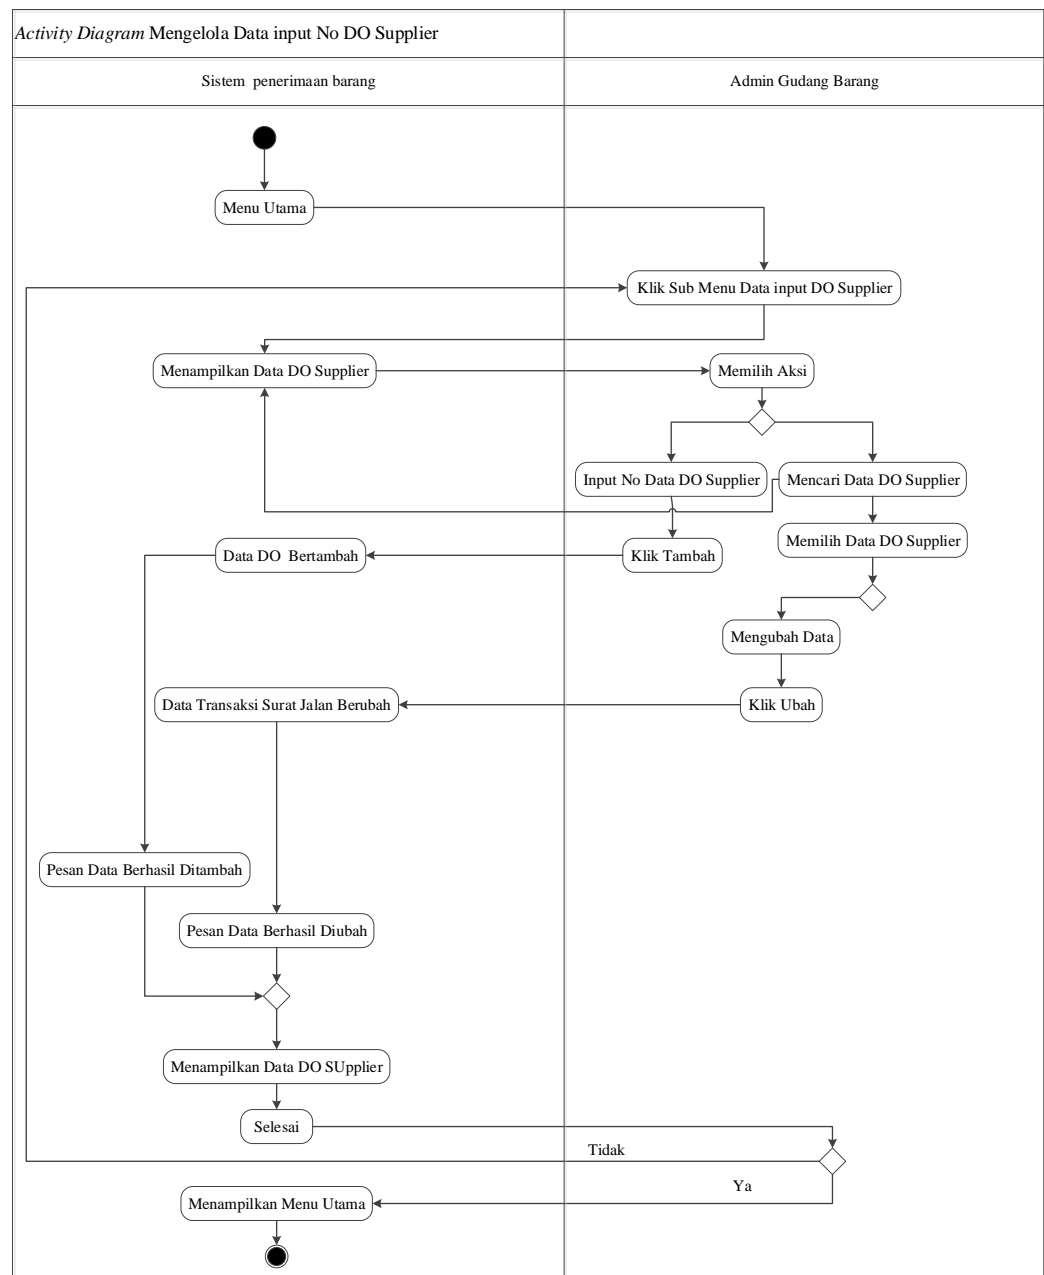 Activity Diagram Mengelola Data input No DO Supplier
Sistem penerimaan barang
Admin Gudang Barang
Menu Utama
Klik Sub Menu Data input DO Supplier
Menampilkan Data DO Supplier
Memilih Aksi
Input No Data DO Supplier
Mencari Data DO Supplier
Memilih Data DO Supplier
Data DO Bertambah
Klik Tambah
Mengubah Data
Data Transaksi Surat Jalan Berubah
Klik Ubah
Pesan Data Berhasil Ditambah
Pesan Data Berhasil Diubah
Menampilkan Data DO SUpplier
Selesai
Tidak
Ya
Menampilkan Menu Utama